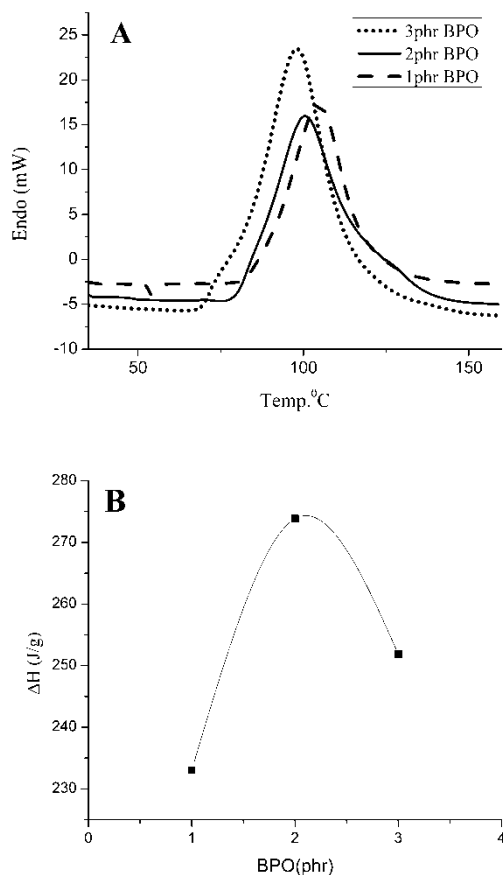 A
3phr BPO
2phr BPO
1phr BPO
25
20
15
10
5
0
-5
-10
Endo (mW)
50
100
150
Temp.⁰C
B
280
270
260
250
240
230
ΔH (J/g)
0
1
2
3
4
BPO(phr)